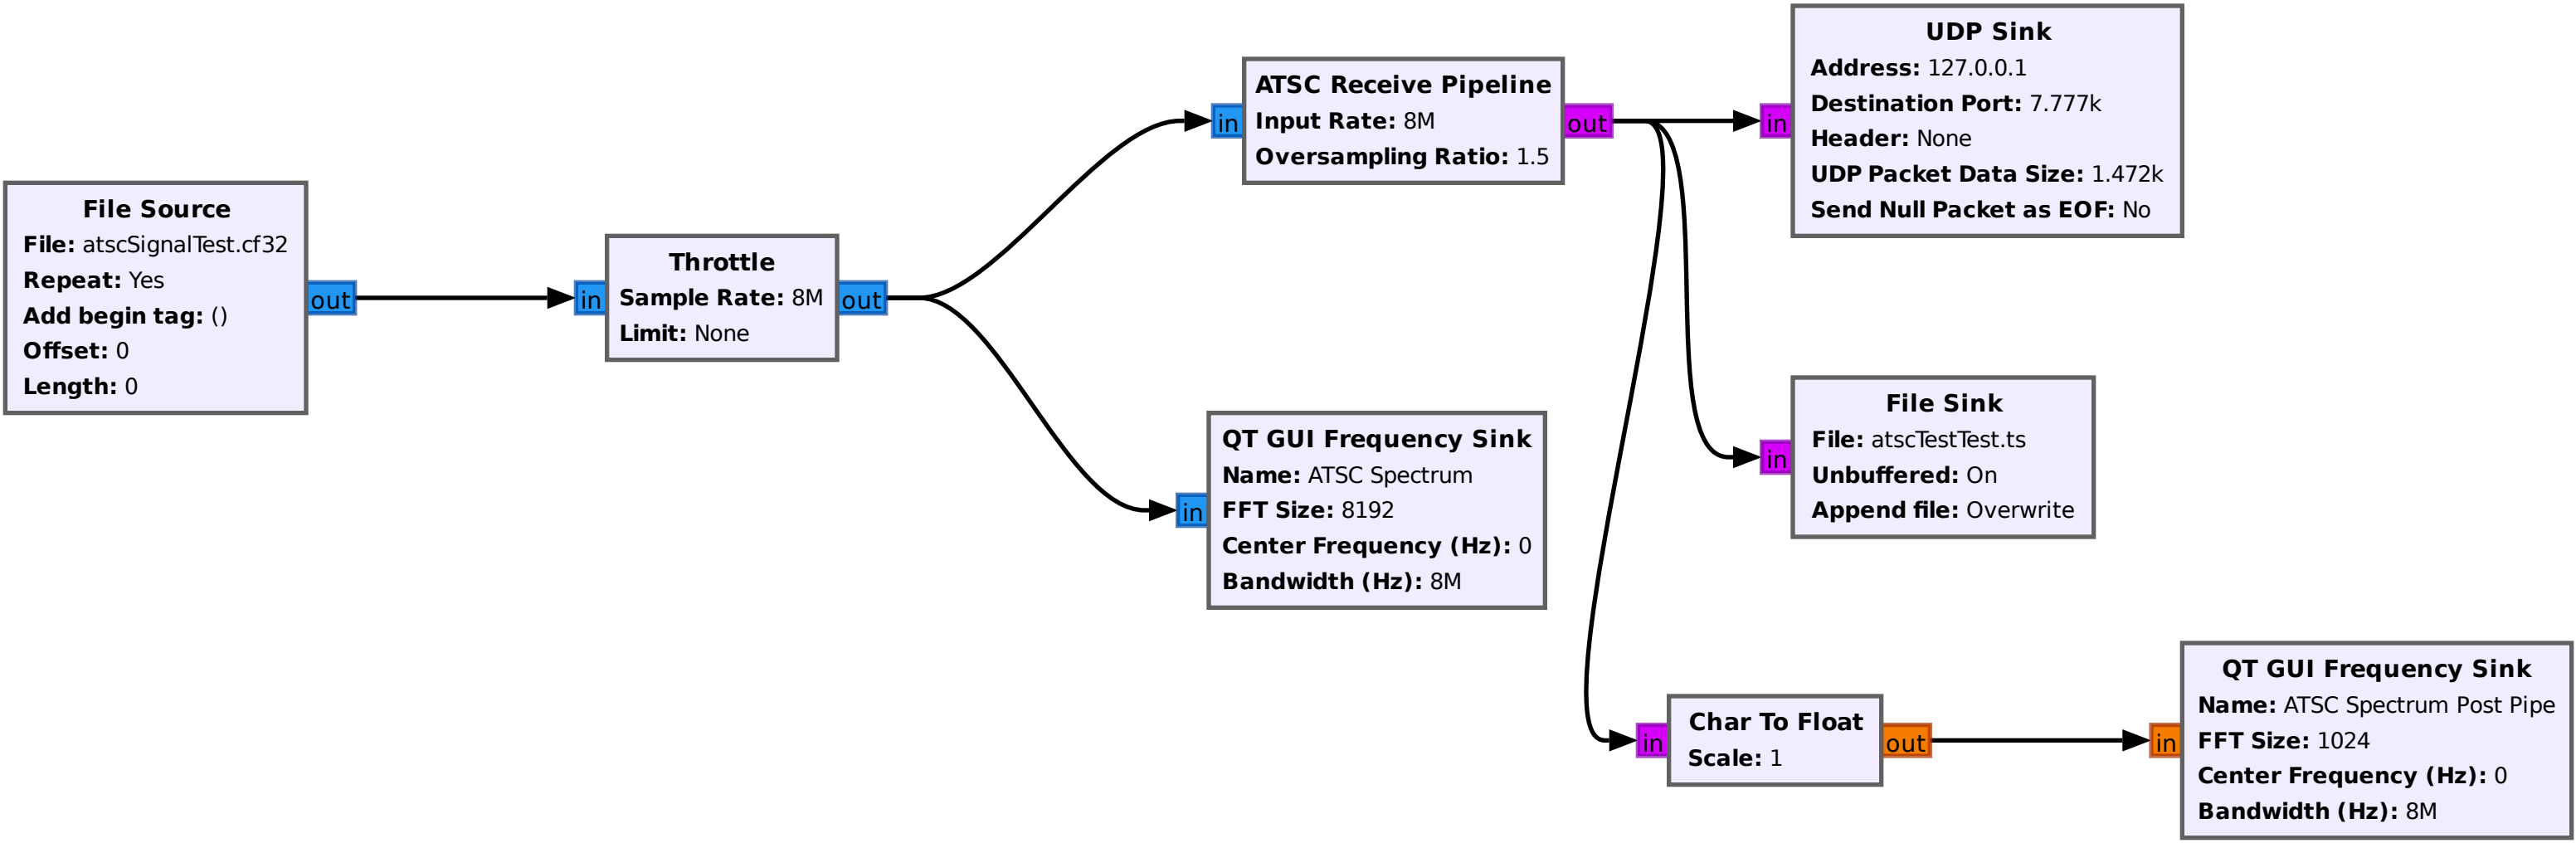 File Source
File: atscSignalTest.cf32
Repeat: Yes
Add begin tag: ()
Offset: 0
Length: 0
out
in
Throttle
Sample Rate: 8M
Limit: None
out
in
ATSC Receive Pipeline
Input Rate: 8M
Oversampling Ratio: 1.5
out
in
QT GUI Frequency Sink
Name: ATSC Spectrum
FFT Size: 8192
Center Frequency (Hz): 0
Bandwidth (Hz): 8M
in
UDP Sink
Address: 127.0.0.1
Destination Port: 7.777k
Header: None
UDP Packet Data Size: 1.472k
Send Null Packet as EOF: No
in
File Sink
File: atscTestTest.ts
Unbuffered: On
Append file: Overwrite
in
Char To Float
Scale: 1
out
in
QT GUI Frequency Sink
Name: ATSC Spectrum Post Pipe
FFT Size: 1024
Center Frequency (Hz): 0
Bandwidth (Hz): 8M